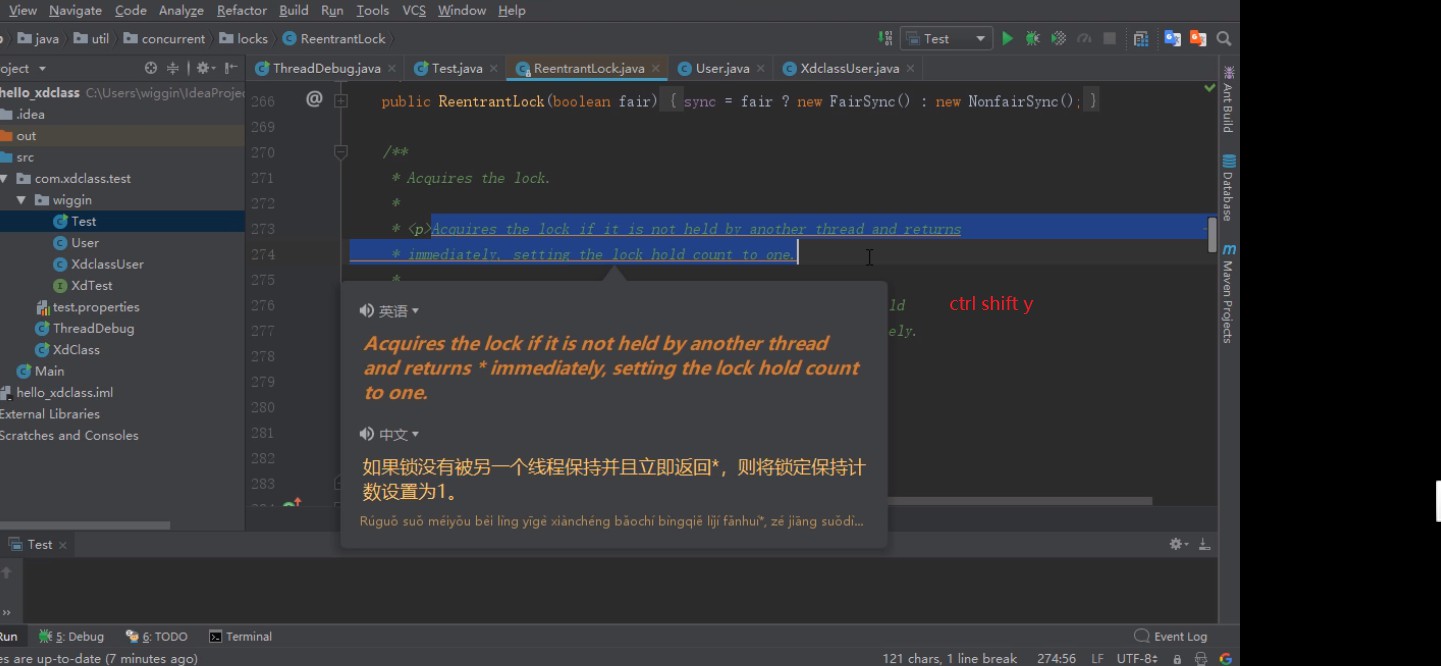 View Navigate Code Analyze Refactor Build Run Tools VCS Window Help
java util concurrent locks ReentrantLock
Test
ThreadDebug.java Test.java ReentrantLock.java User.java XdclassUser.java
hello_xdclass C:\Users\wiggin\IdeaProjec
.idea
out
src
com.xdclass.test
wiggin
Test
User
XdclassUser
XdTest
test.properties
ThreadDebug
XdClass
Main
hello_xdclass.iml
External Libraries
Scratches and Consoles
266 @ public ReentrantLock(boolean fair) { sync = fair ? new FairSync() : new NonfairSync(); }
269
270 /**
271 * Acquires the lock.
272 *
273 * <p>Acquires the lock if it is not held by another thread and returns
274 * immediately, setting the lock hold count to one.
275 *
276 ld
277 ely.
278
279
280
281
282
283
ctrl shift y
英语
Acquires the lock if it is not held by another thread
and returns * immediately, setting the lock hold count
to one.
中文
如果锁没有被另一个线程保持并且立即返回*，则将锁定保持计
数设置为1。
Rúguǒ suǒ méiyǒu bèi lìng yīgè xiànchéng bǎochí bìngqiě lìjí fǎnhuí*, zé jiāng suǒdì...
Ant Build
Database
Maven Projects
Test
Run 5: Debug 6: TODO Terminal Event Log
es are up-to-date (7 minutes ago) 121 chars, 1 line break 274:56 LF UTF-8